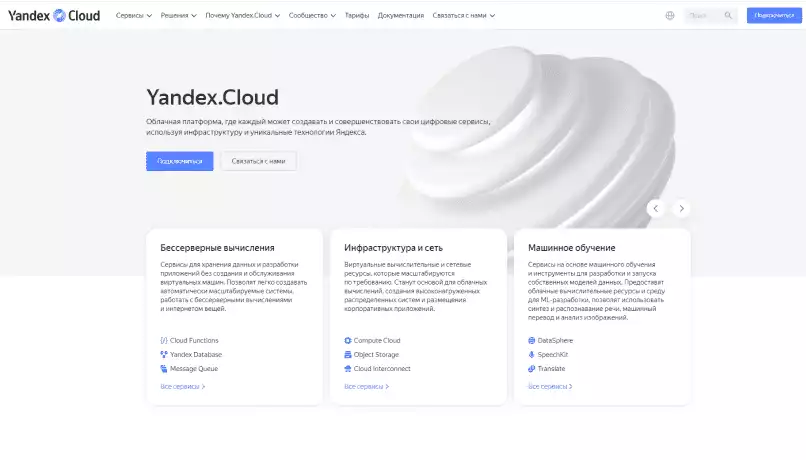 Yandex Cloud
Сервисы Решения Почему Yandex.Cloud Сообщество Тарифы Документация Связаться с нами Поиск Подключиться
Yandex.Cloud
Облачная платформа, где каждый может создавать и совершенствовать свои цифровые сервисы,
используя инфраструктуру и уникальные технологии Яндекса.
Подключиться Связаться с нами
Бессерверные вычисления
Сервисы для хранения данных и разработки
приложений без создания и обслуживания
виртуальных машин. Позволят легко создавать
автоматически масштабируемые системы,
работать с бессерверными вычислениями
и интернетом вещей.
Cloud Functions
Yandex Database
Message Queue
Все сервисы
Инфраструктура и сеть
Виртуальные вычислительные и сетевые
ресурсы, которые масштабируются
по требованию. Станут основой для облачных
вычислений, создания высоконагруженных
распределенных систем и размещения
корпоративных приложений.
Compute Cloud
Object Storage
Cloud Interconnect
Все сервисы
Машинное обучение
Сервисы на основе машинного обучения
и инструменты для разработки и запуска
собственных моделей данных. Предоставят
облачные вычислительные ресурсы и среду
для ML-разработки, позволят использовать
синтез и распознавание речи, машинный
перевод и анализ изображений.
DataSphere
SpeechKit
Translate
Все сервисы